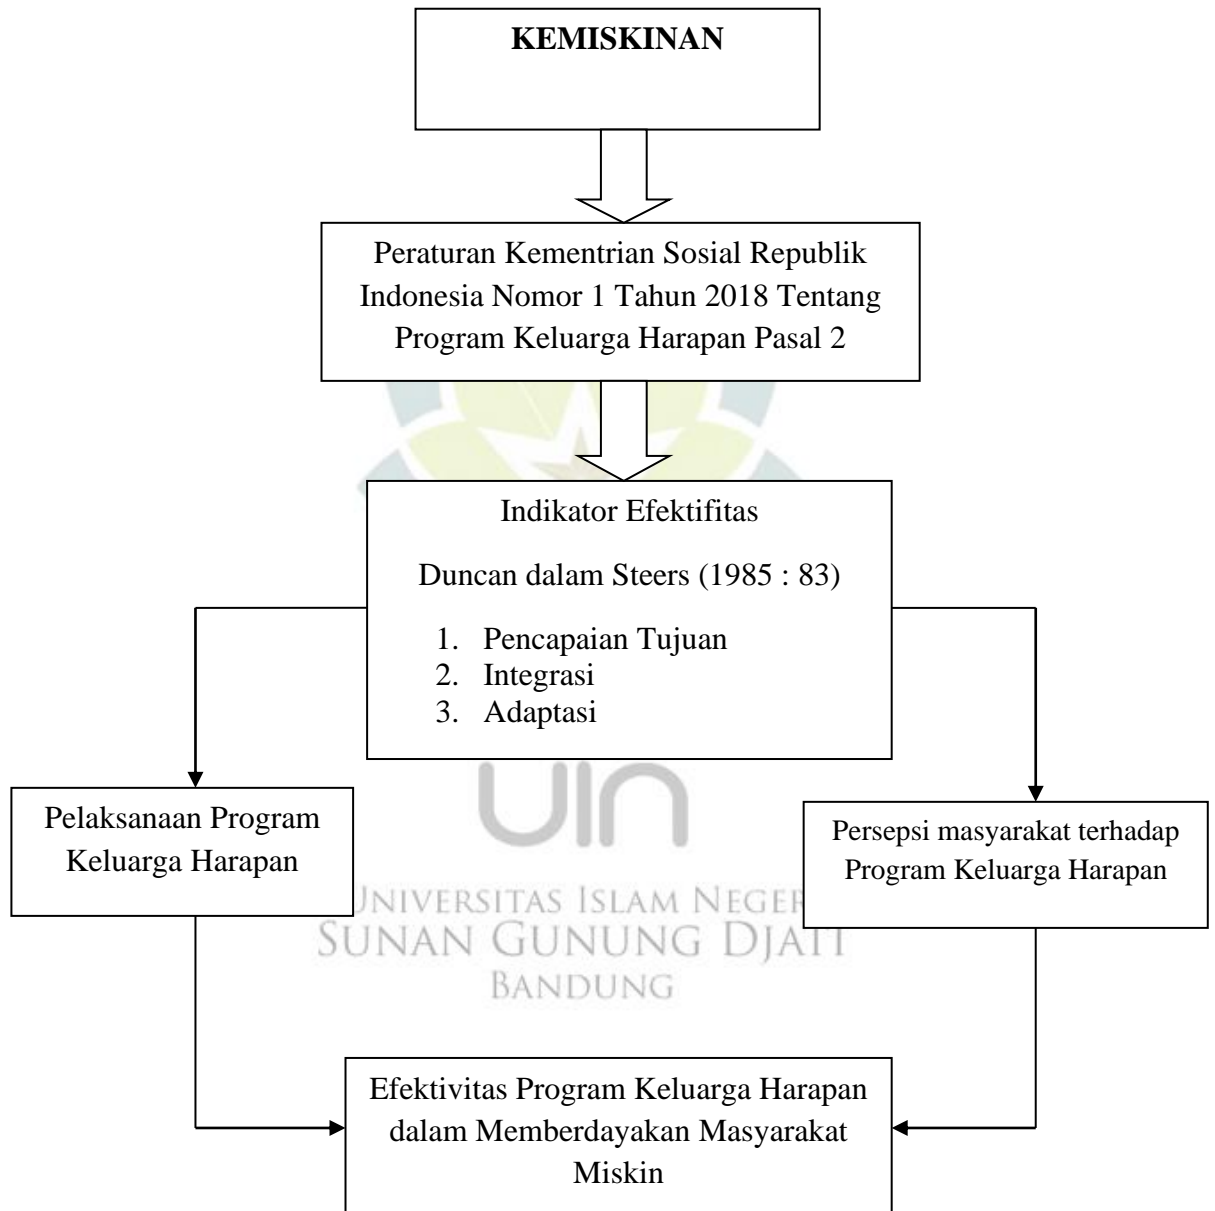 KEMISKINAN
Peraturan Kementrian Sosial Republik
Indonesia Nomor 1 Tahun 2018 Tentang
Program Keluarga Harapan Pasal 2
Indikator Efektifitas
Duncan dalam Steers (1985 : 83)
1. Pencapaian Tujuan
2. Integrasi
3. Adaptasi
uin
Pelaksanaan Program
Keluarga Harapan
Persepsi masyarakat terhadap
Program Keluarga Harapan
UNIVERSITAS ISLAM NEGER
SUNAN GUNUNG DJATI
BANDUNG
Efektivitas Program Keluarga Harapan
dalam Memberdayakan Masyarakat
Miskin